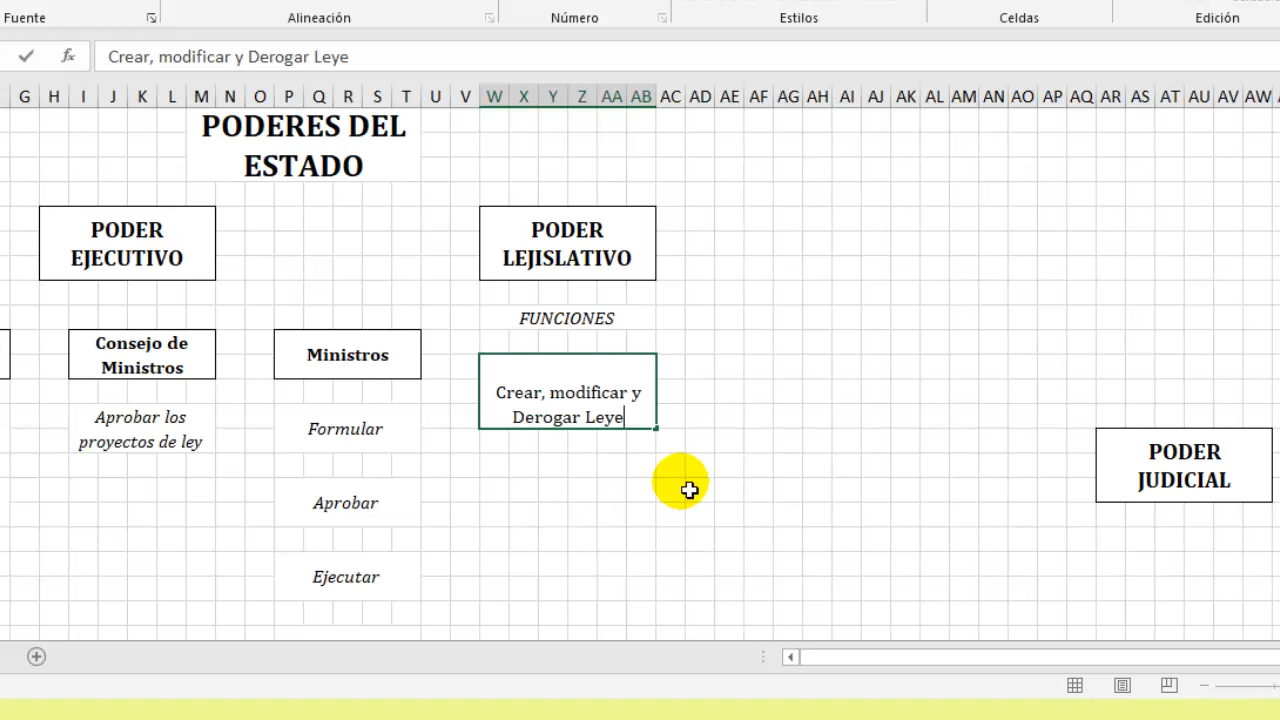 Fuente
Alineación
Número
Estilos
Celdas
Edición
fx
Crear, modificar y Derogar Leye
G H I J K L M N O P Q R S T U V W X Y Z AA AB AC AD AE AF AG AH AI AJ AK AL AM AN AO AP AQ AR AS AT AU AV AW
PODERES DEL
ESTADO
PODER
EJECUTIVO
PODER
LEJISLATIVO
FUNCIONES
Consejo de
Ministros
Ministros
Crear, modificar y
Derogar Leye
Aprobar los
proyectos de ley
Formular
PODER
JUDICIAL
Aprobar
Ejecutar